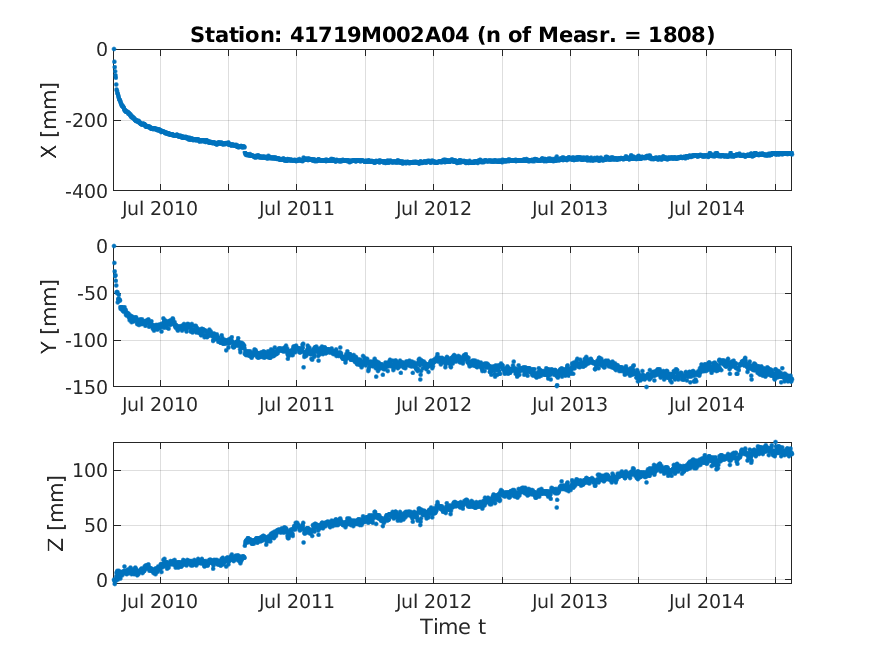 Station: 41719M002A04 (n of Measr. = 1808)
0
-200
-400
X [mm]
Jul 2010 Jul 2011 Jul 2012 Jul 2013 Jul 2014
0
-50
-100
-150
Y [mm]
Jul 2010 Jul 2011 Jul 2012 Jul 2013 Jul 2014
100
50
0
Z [mm]
Jul 2010 Jul 2011 Jul 2012 Jul 2013 Jul 2014
Time t